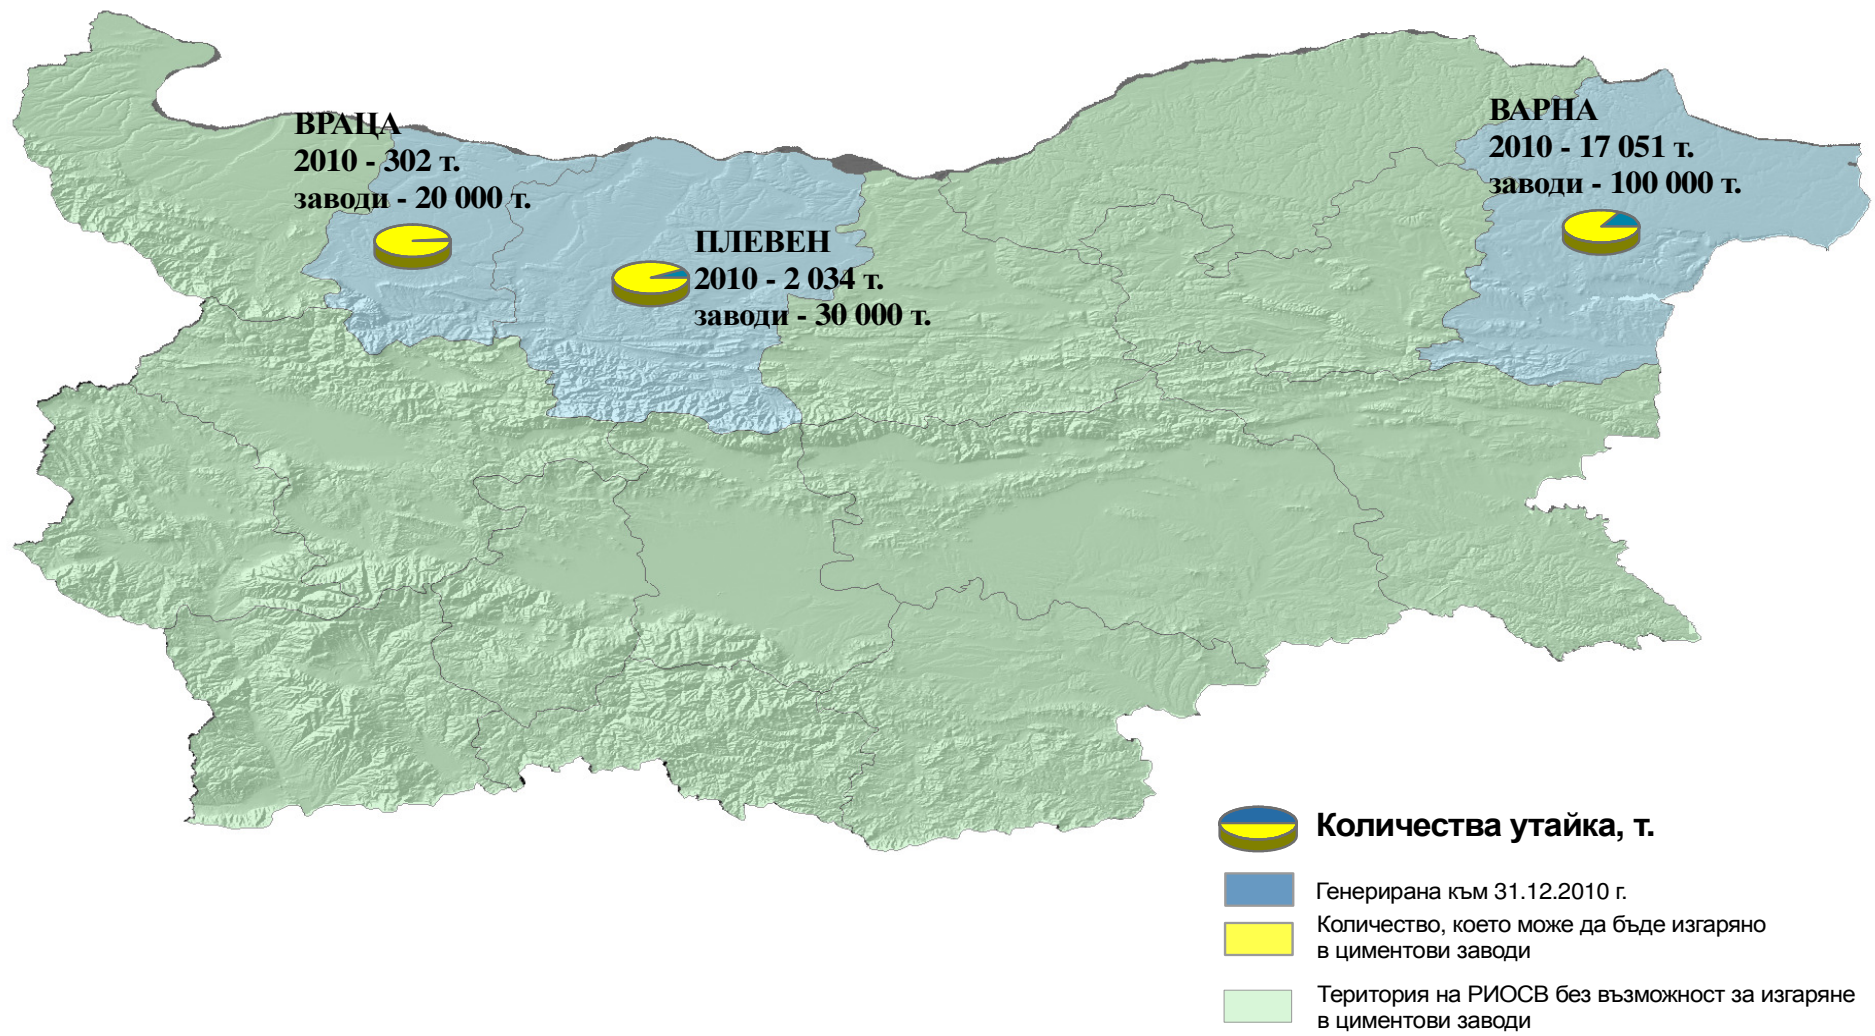 ВРАЦА
2010 - 302 т.
заводи - 20 000 т.
ПЛЕВЕН
2010 - 2 034 т.
заводи - 30 000 т.
ВАРНА
2010 - 17 051 т.
заводи - 100 000 т.
Количества утайка, т.
Генерирана към 31.12.2010 г.
Количество, което може да бъде изгаряно
в циментови заводи
Територия на РИОСВ без възможност за изгаряне
в циментови заводи